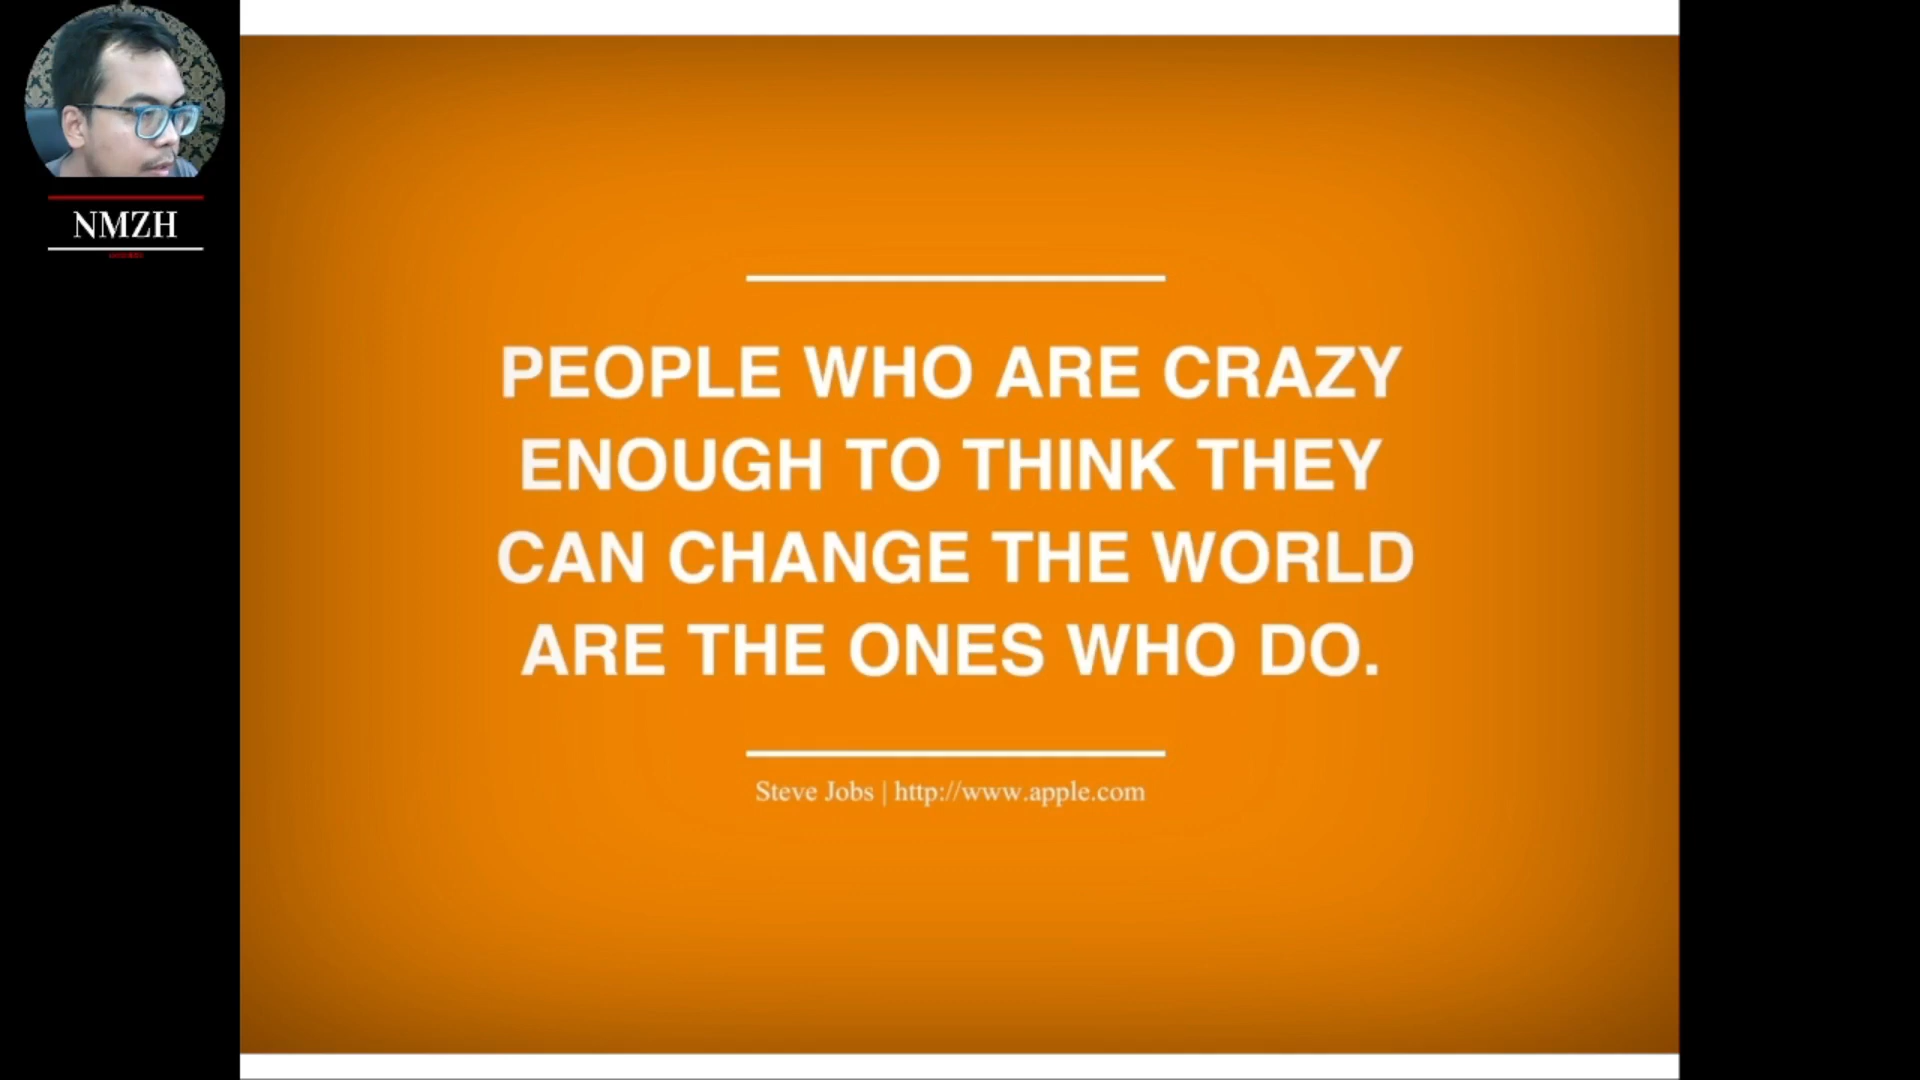 NMZH
PEOPLE WHO ARE CRAZY
ENOUGH TO THINK THEY
CAN CHANGE THE WORLD
ARE THE ONES WHO DO.
Steve Jobs | http://www.apple.com